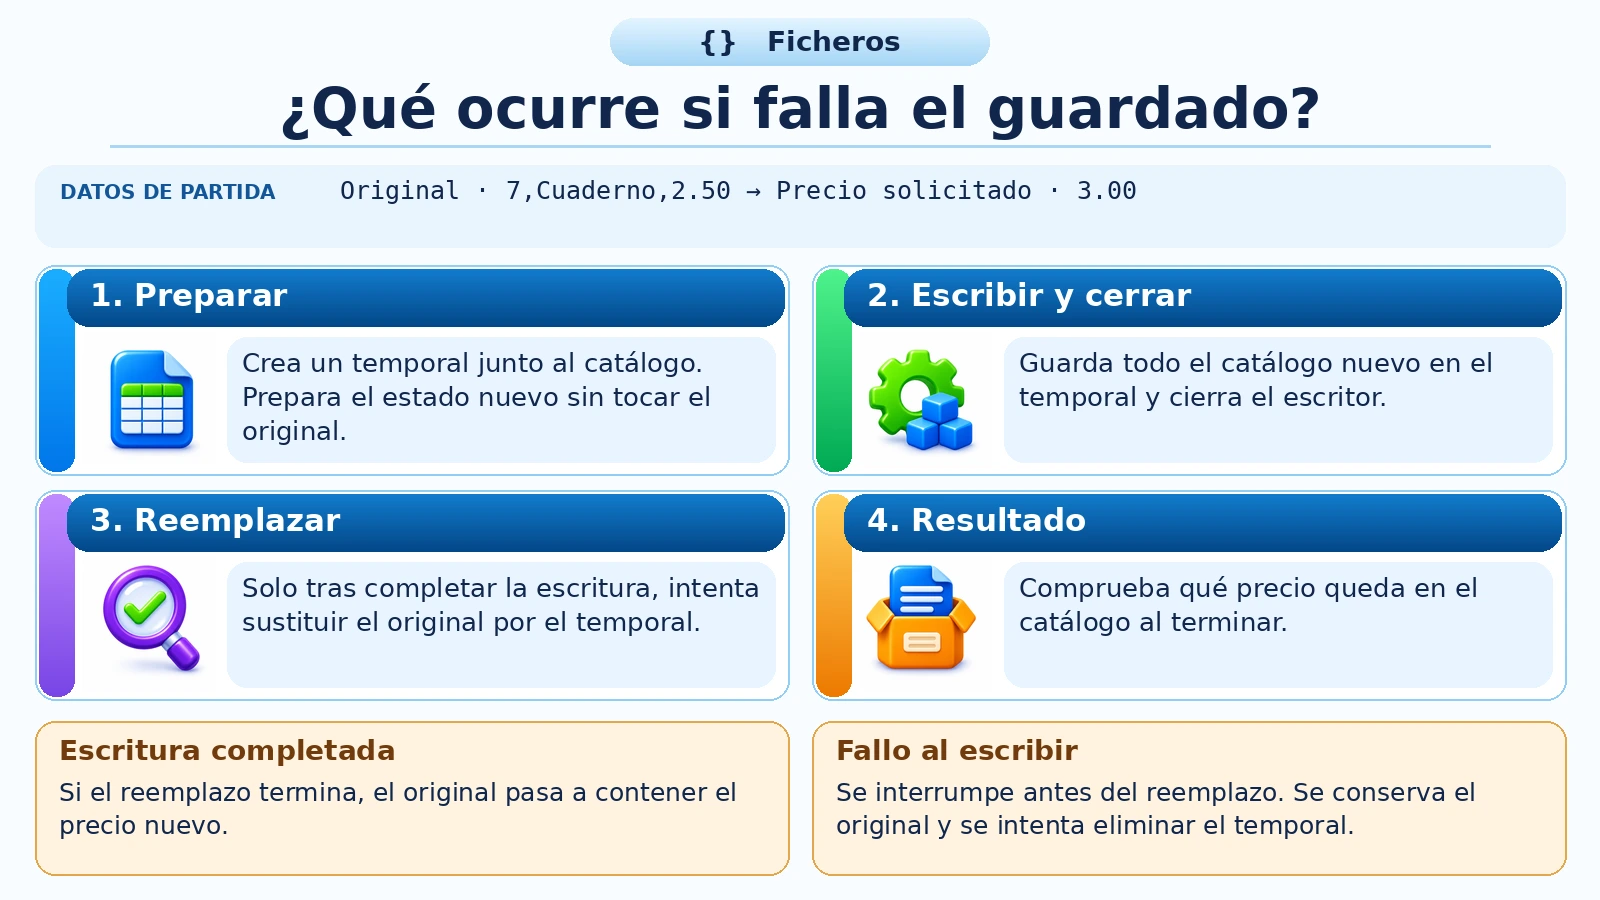 {} Ficheros
¿Qué ocurre si falla el guardado?
DATOS DE PARTIDA Original · 7,Cuaderno,2.50 → Precio solicitado · 3.00
1. Preparar
Crea un temporal junto al catálogo.
Prepara el estado nuevo sin tocar el
original.
2. Escribir y cerrar
Guarda todo el catálogo nuevo en el
temporal y cierra el escritor.
3. Reemplazar
Solo tras completar la escritura, intenta
sustituir el original por el temporal.
4. Resultado
Comprueba qué precio queda en el
catálogo al terminar.
Escritura completada
Si el reemplazo termina, el original pasa a contener el
precio nuevo.
Fallo al escribir
Se interrumpe antes del reemplazo. Se conserva el
original y se intenta eliminar el temporal.